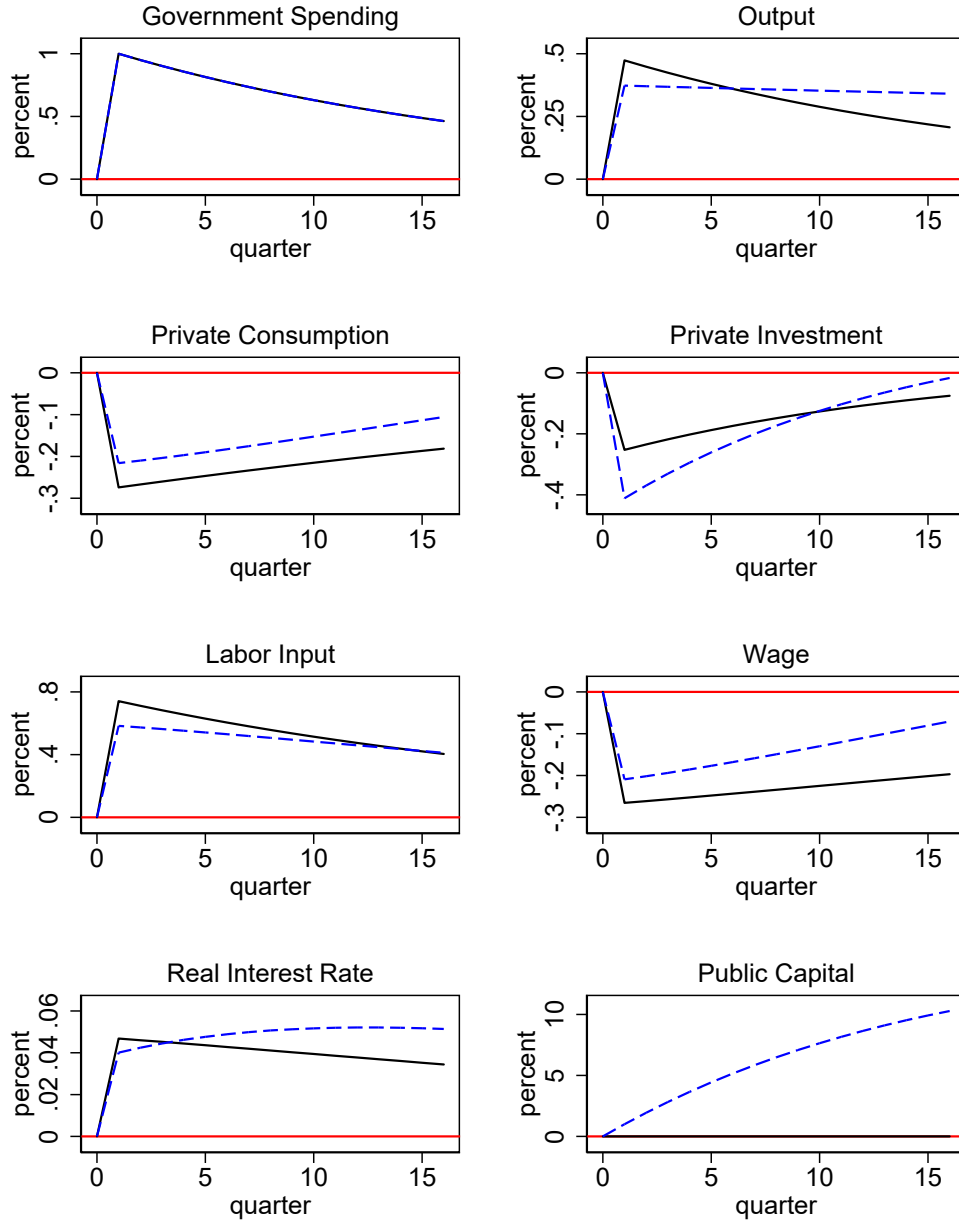 Government Spending
percent
0 .5 1
0 5 10 15
quarter
Output
percent
0 .25 .5
0 5 10 15
quarter
Private Consumption
percent
-.3 -.2 -.1 0
0 5 10 15
quarter
Private Investment
percent
-.4 -.2 0
0 5 10 15
quarter
Labor Input
percent
0 .4 .8
0 5 10 15
quarter
Wage
percent
-.3 -.2 -.1 0
0 5 10 15
quarter
Real Interest Rate
percent
0 .02 .04 .06
0 5 10 15
quarter
Public Capital
percent
0 5 10
0 5 10 15
quarter